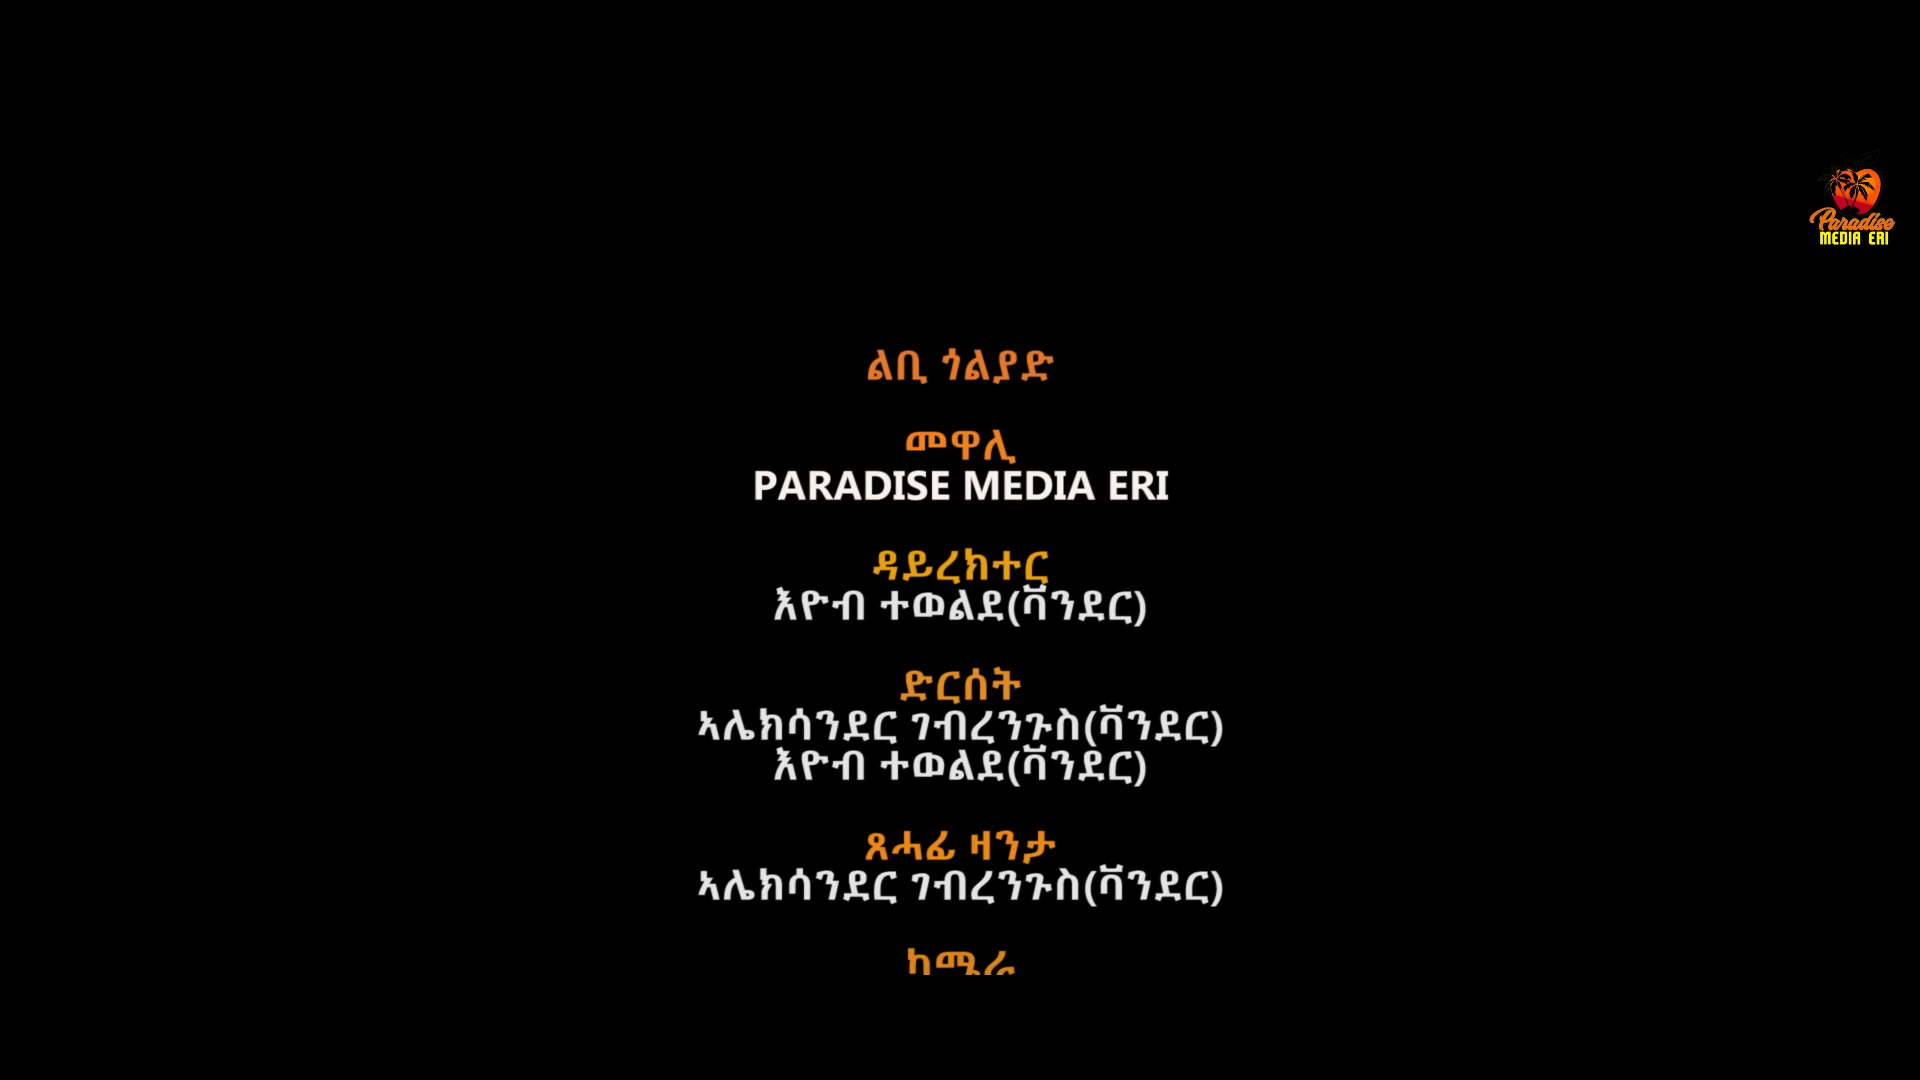 Paradise
MEDIA ERI
ልቢ ጎልያድ
መዋሊ
PARADISE MEDIA ERI
ዳይረክተር
እዮብ ተወልደ(ቫንደር)
ድርሰት
ኣሌክሳንደር ገብረንጉስ(ቫንደር)
እዮብ ተወልደ(ቫንደር)
ጸሓፊ ዛንታ
ኣሌክሳንደር ገብረንጉስ(ቫንደር)
ከሜራ